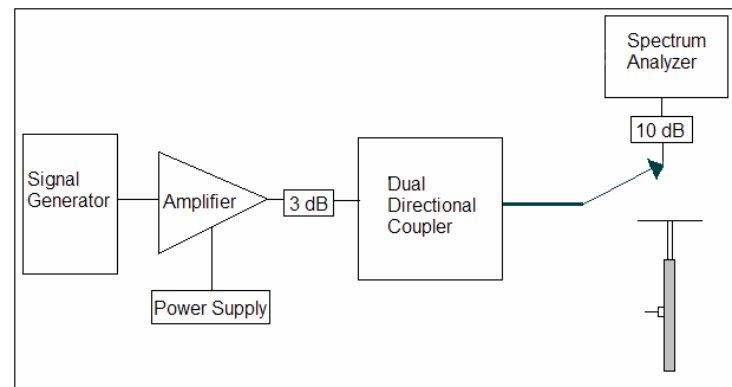 Signal
Generator
Amplifier
Power Supply
3 dB
Dual
Directional
Coupler
Spectrum
Analyzer
10 dB